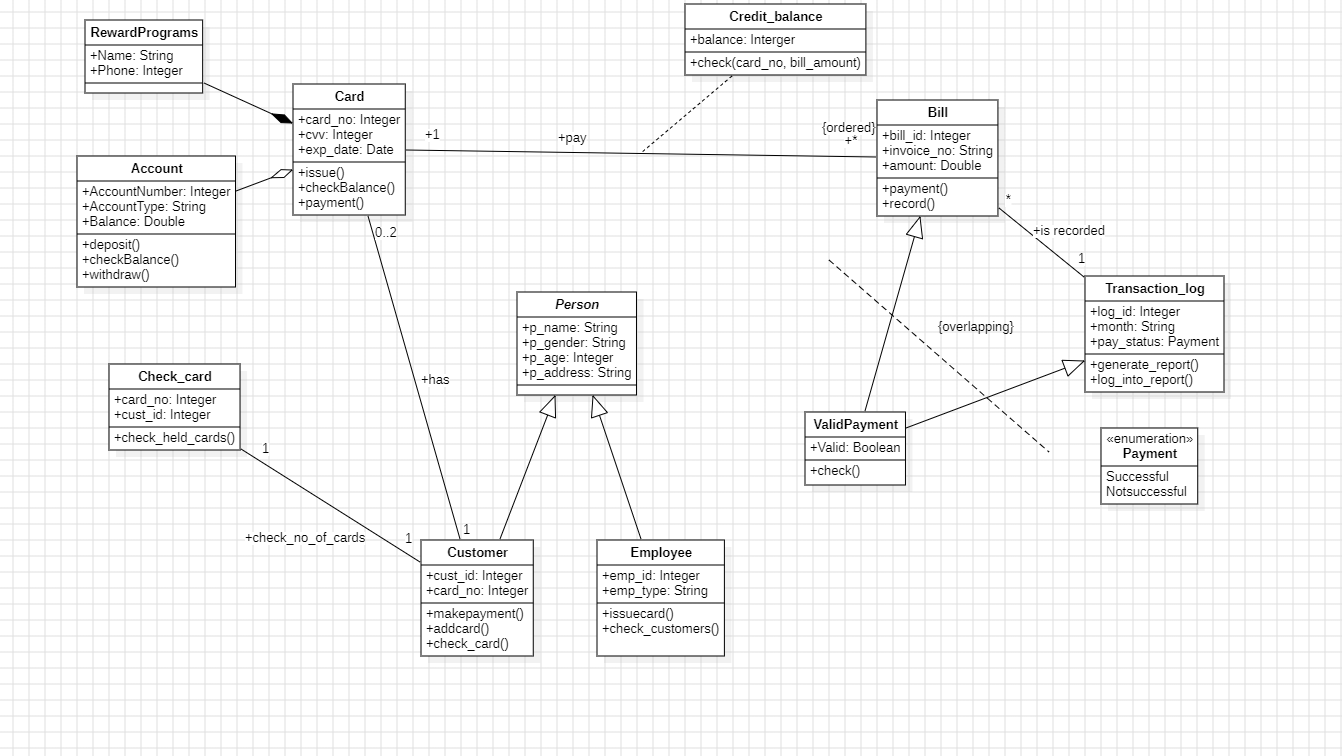 RewardPrograms
+Name: String
+Phone: Integer
Credit_balance
+balance: Interger
+check(card_no, bill_amount)
Card
+card_no: Integer
+cvv: Integer
+exp_date: Date
+issue()
+checkBalance()
+payment()
+1
+pay
{ordered}
+*
Bill
+bill_id: Integer
+invoice_no: String
+amount: Double
+payment()
+record()
Account
+AccountNumber: Integer
+AccountType: String
+Balance: Double
+deposit()
+checkBalance()
+withdraw()
0..2
*
+is recorded
1
Transaction_log
+log_id: Integer
+month: String
+pay_status: Payment
+generate_report()
+log_into_report()
Person
+p_name: String
+p_gender: String
+p_age: Integer
+p_address: String
{overlapping}
+has
Check_card
+card_no: Integer
+cust_id: Integer
+check_held_cards()
1
ValidPayment
+Valid: Boolean
+check()
«enumeration»
Payment
Successful
Notsuccessful
+check_no_of_cards
1
1
Customer
+cust_id: Integer
+card_no: Integer
+makepayment()
+addcard()
+check_card()
Employee
+emp_id: Integer
+emp_type: String
+issuecard()
+check_customers()